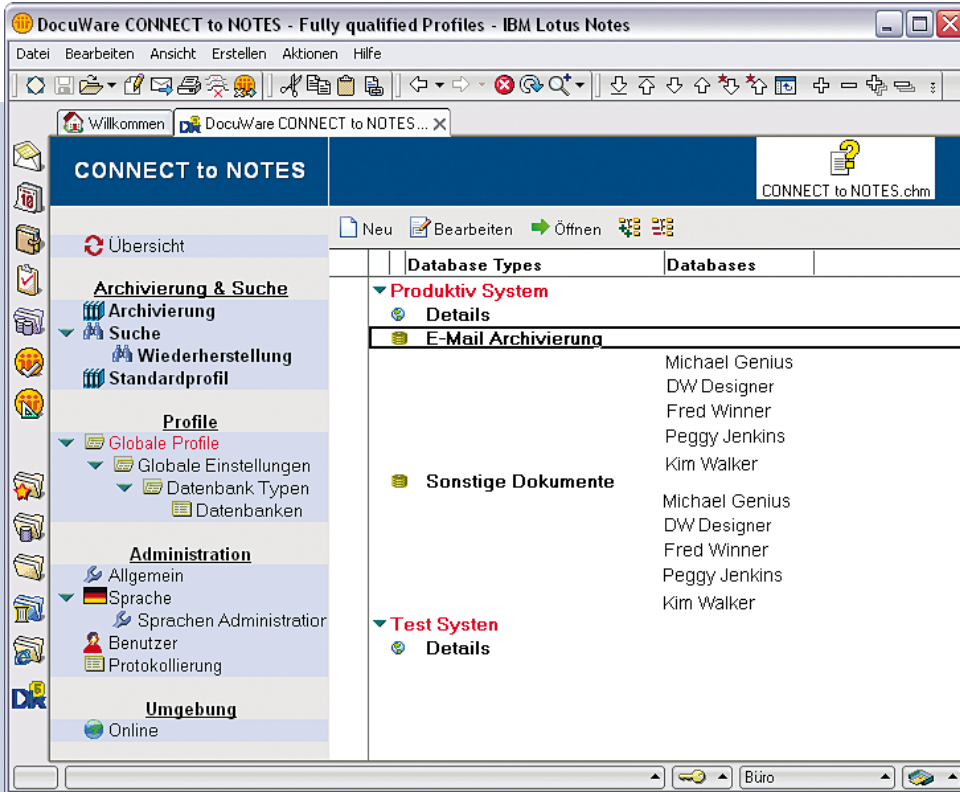 DocuWare CONNECT to NOTES - Fully qualified Profiles - IBM Lotus Notes
Datei Bearbeiten Ansicht Erstellen Aktionen Hilfe
Willkommen DocuWare CONNECT to NOTES...
CONNECT to NOTES
CONNECT to NOTES.chm
Neu Bearbeiten Öffnen
Übersicht
Archivierung & Suche
Archivierung
Suche
Wiederherstellung
Standardprofil
Profile
Globale Profile
Globale Einstellungen
Datenbank Typen
Datenbanken
Administration
Allgemein
Sprache
Sprachen Administration
Benutzer
Protokollierung
Umgebung
Online
Database Types Databases
Produktiv System
Details
E-Mail Archivierung
Michael Genius
DW Designer
Fred Winner
Peggy Jenkins
Kim Walker
Sonstige Dokumente
Michael Genius
DW Designer
Fred Winner
Peggy Jenkins
Kim Walker
Test Systen
Details
Büro